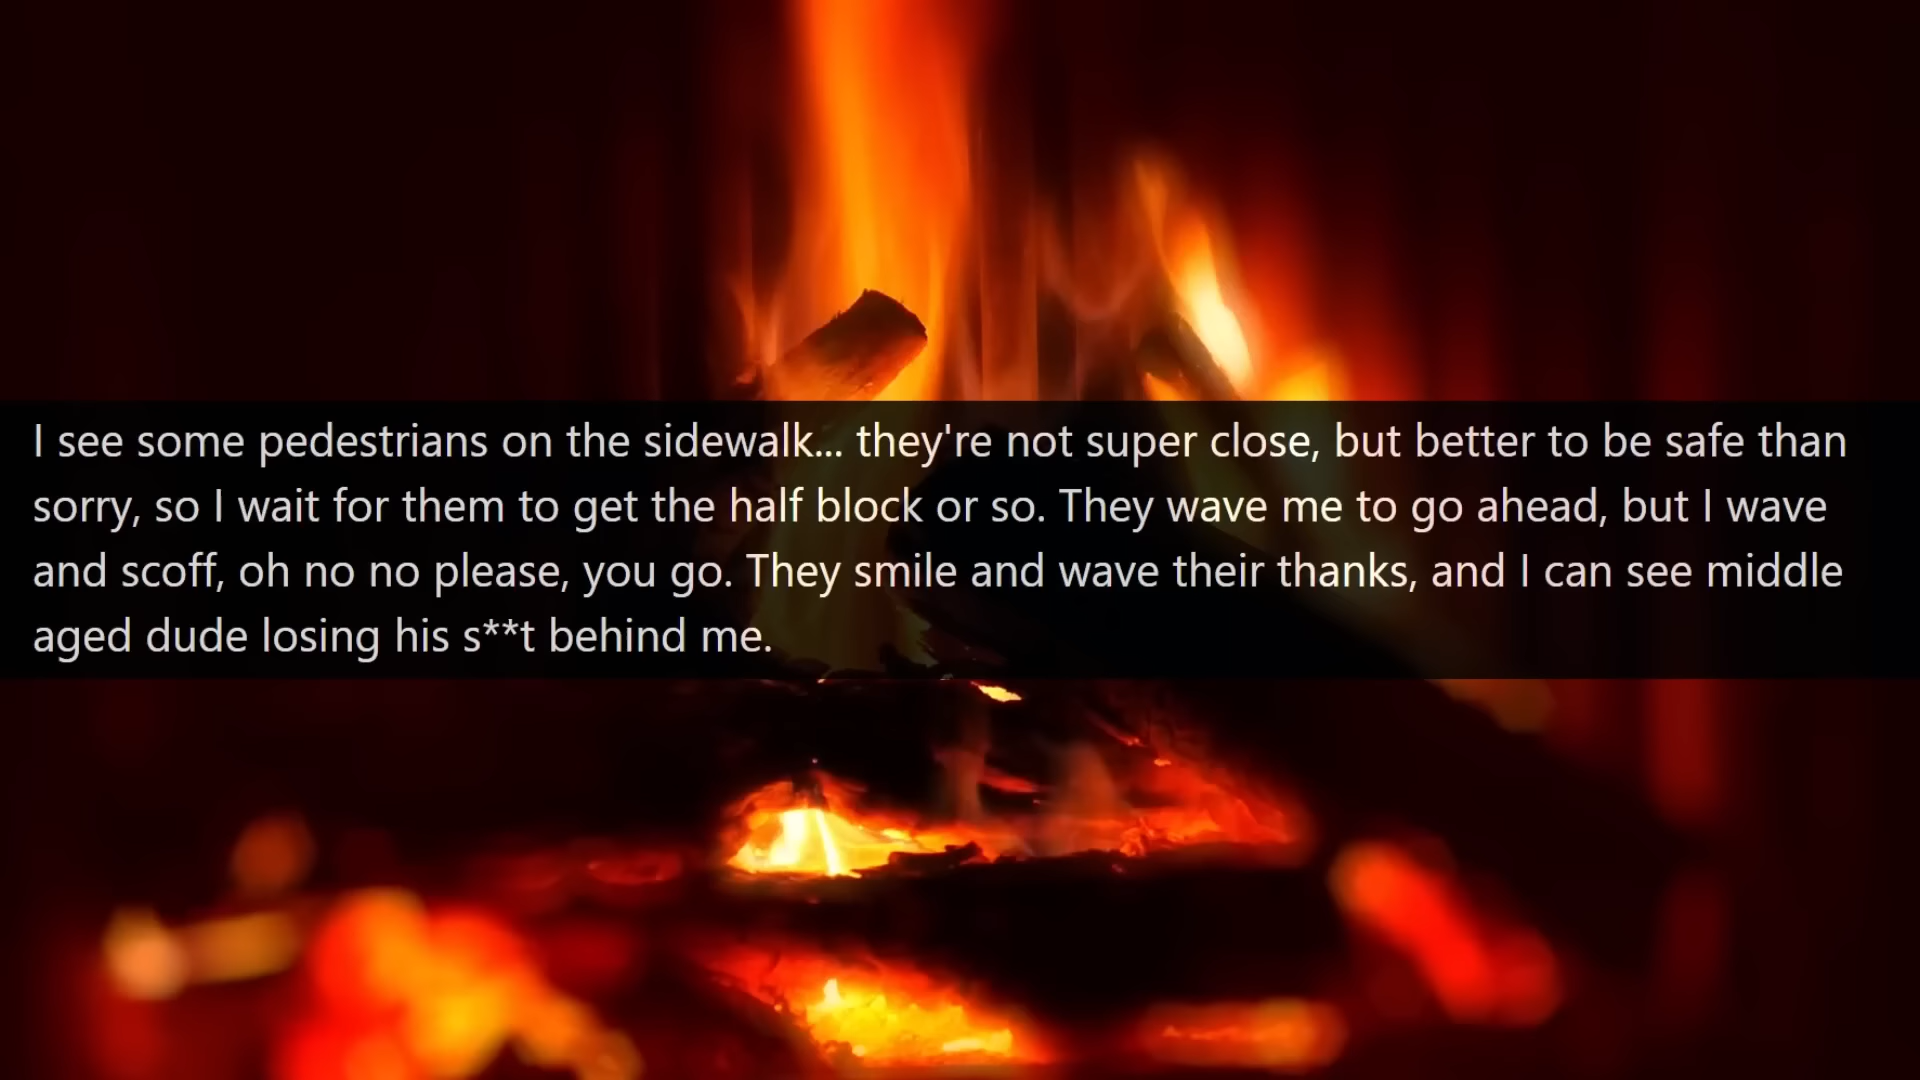 I see some pedestrians on the sidewalk... they're not super close, but better to be safe than
sorry, so I wait for them to get the half block or so. They wave me to go ahead, but I wave
and scoff, oh no no please, you go. They smile and wave their thanks, and I can see middle
aged dude losing his s**t behind me.